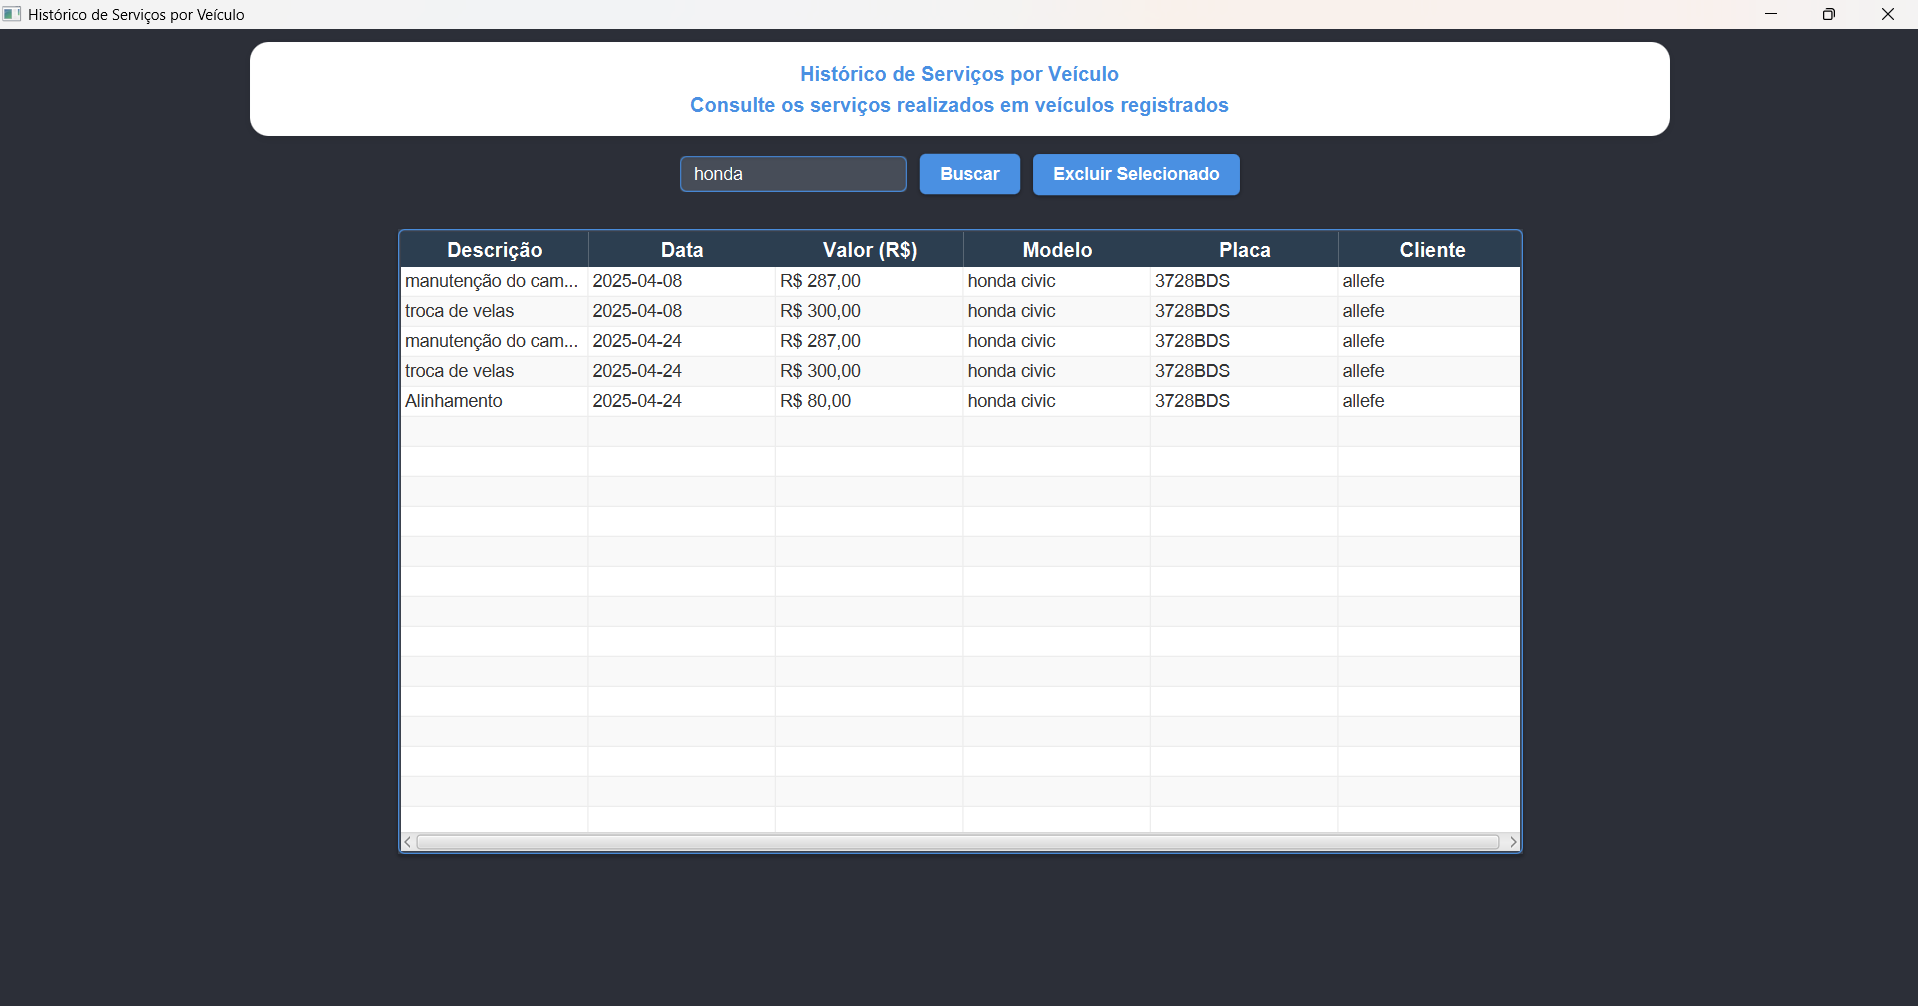 Histórico de Serviços por Veículo
Histórico de Serviços por Veículo
Consulte os serviços realizados em veículos registrados
honda Buscar Excluir Selecionado
Descrição Data Valor (R$) Modelo Placa Cliente
manutenção do cam... 2025-04-08 R$ 287,00 honda civic 3728BDS allefe
troca de velas 2025-04-08 R$ 300,00 honda civic 3728BDS allefe
manutenção do cam... 2025-04-24 R$ 287,00 honda civic 3728BDS allefe
troca de velas 2025-04-24 R$ 300,00 honda civic 3728BDS allefe
Alinhamento 2025-04-24 R$ 80,00 honda civic 3728BDS allefe